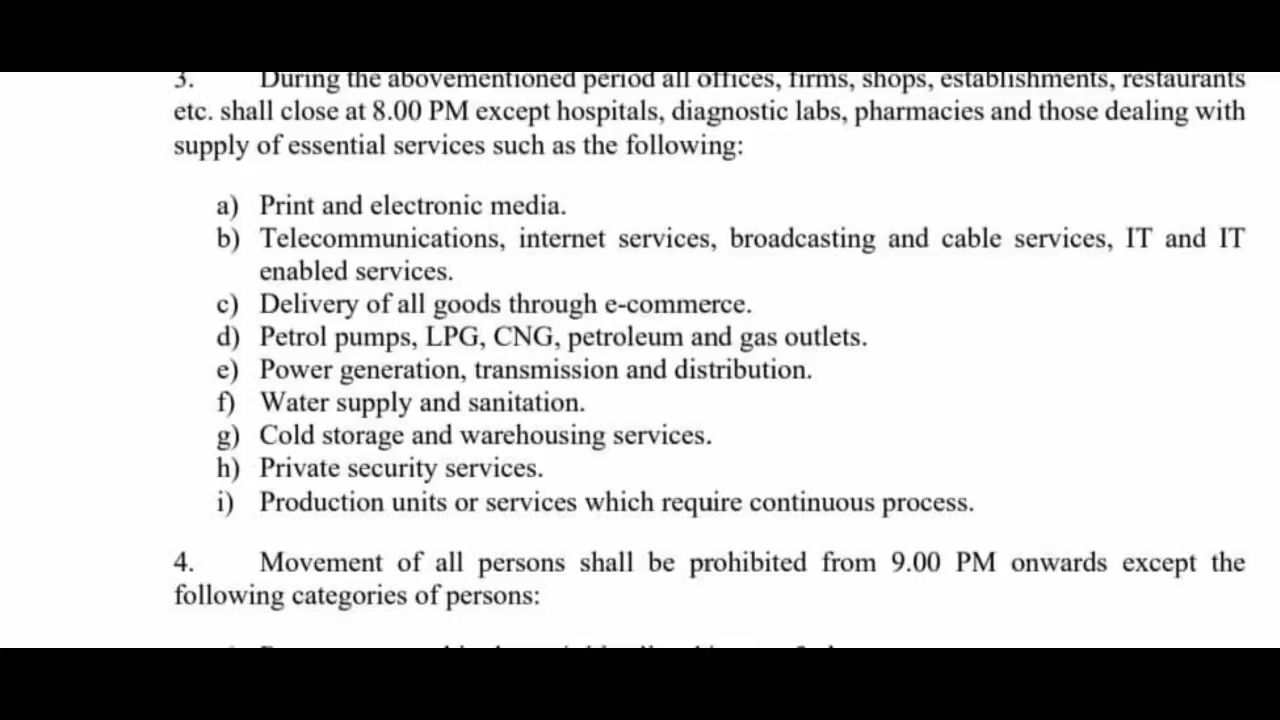 3. During the abovementioned period all offices, firms, shops, establishments, restaurants
etc. shall close at 8.00 PM except hospitals, diagnostic labs, pharmacies and those dealing with
supply of essential services such as the following:
a) Print and electronic media.
b) Telecommunications, internet services, broadcasting and cable services, IT and IT
enabled services.
c) Delivery of all goods through e-commerce.
d) Petrol pumps, LPG, CNG, petroleum and gas outlets.
e) Power generation, transmission and distribution.
f) Water supply and sanitation.
g) Cold storage and warehousing services.
h) Private security services.
i) Production units or services which require continuous process.
4. Movement of all persons shall be prohibited from 9.00 PM onwards except the
following categories of persons: